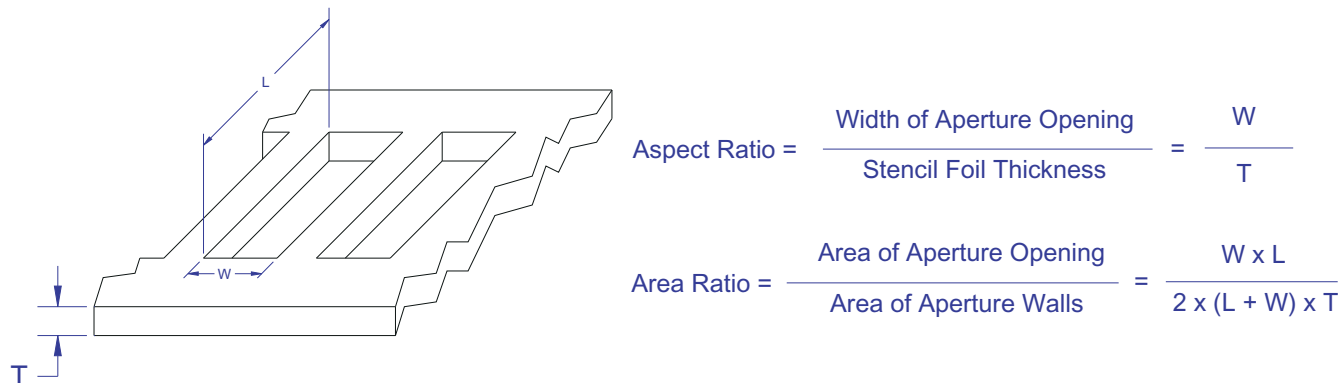 L
W
T
Aspect Ratio = Width of Aperture Opening / Stencil Foil Thickness = W / T
Area Ratio = Area of Aperture Opening / Area of Aperture Walls = W x L / 2 x (L + W) x T